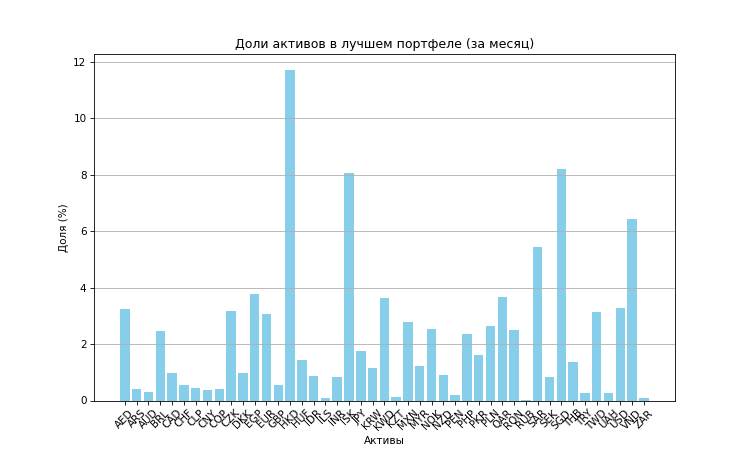 Доли активов в лучшем портфеле (за месяц)
12
10
8
6
4
2
0
Доля (%)
AED ARS AUD BRL CAD CHF CLP CNY COP CZK DKK EGP EUR GBP HKD HUF IDR ILS INR ISK JPY KRW KWD KZT MXN MYR NOK NZD PEN PHP PKR PLN QAR RON RUB SAR SEK SGD THB TRY TWD UAH USD VND ZAR
Активы